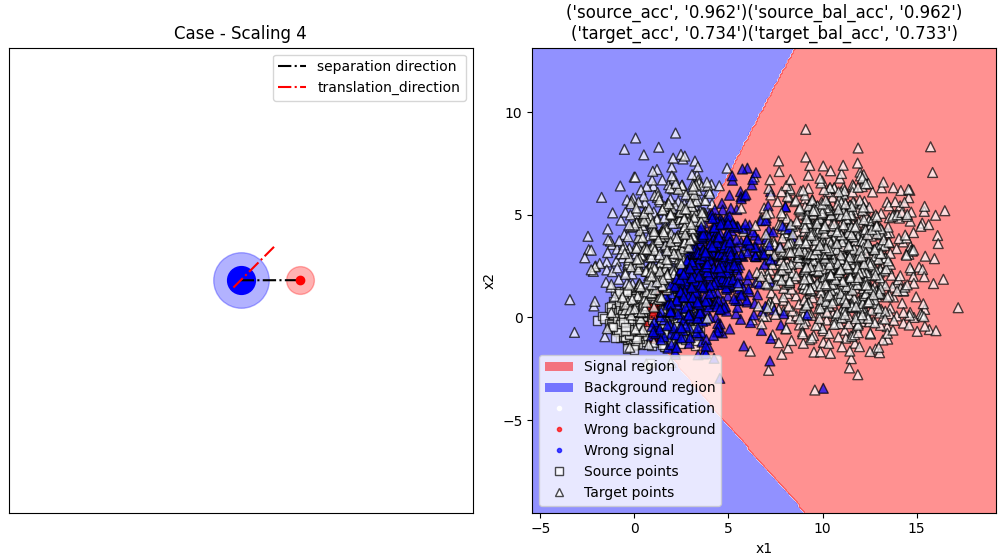 Case - Scaling 4
separation direction
translation_direction
('source_acc', '0.962')('source_bal_acc', '0.962')
('target_acc', '0.734')('target_bal_acc', '0.733')
10
5
0
−5
x2
Signal region
Background region
Right classification
Wrong background
Wrong signal
Source points
Target points
−5
0
5
10
15
x1